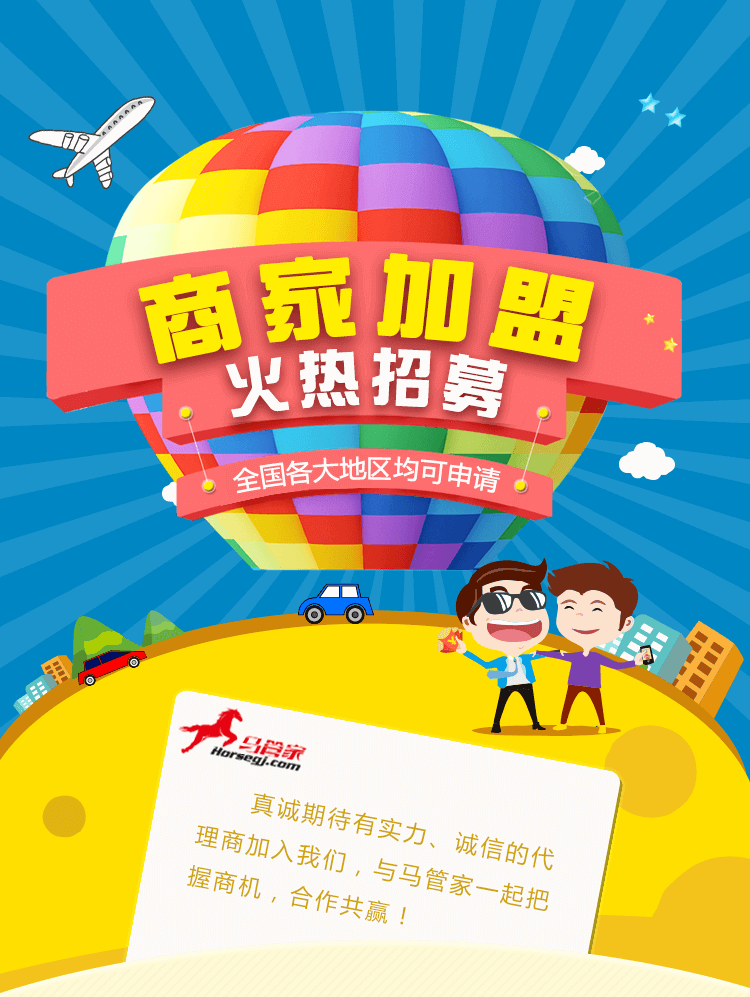 商家加盟
火热招募
全国各大地区均可申请
马管家
Horsegj.com
真诚期待有实力、诚信的代
理商加入我们，与马管家一起把
握商机，合作共赢！